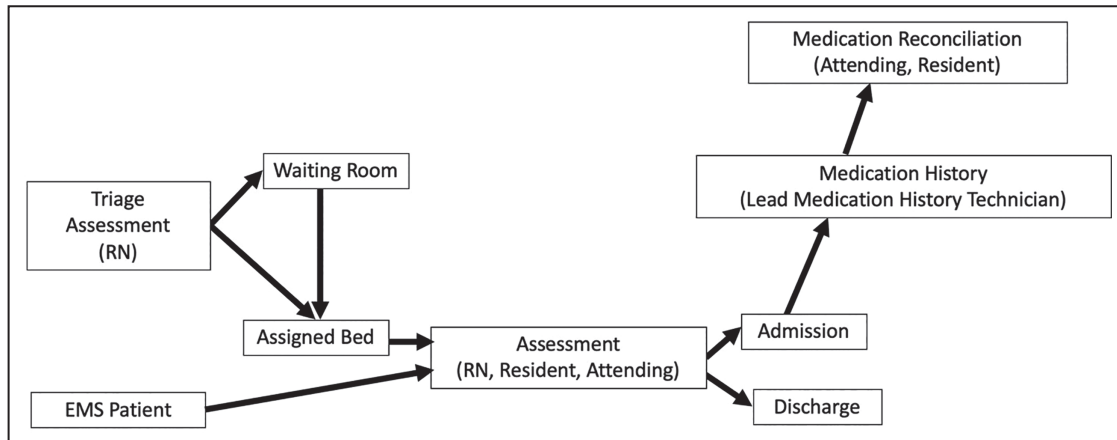 Medication Reconciliation
(Attending, Resident)
Waiting Room
Medication History
(Lead Medication History Technician)
Triage
Assessment
(RN)
Assigned Bed
Assessment
(RN, Resident, Attending)
Admission
EMS Patient
Discharge